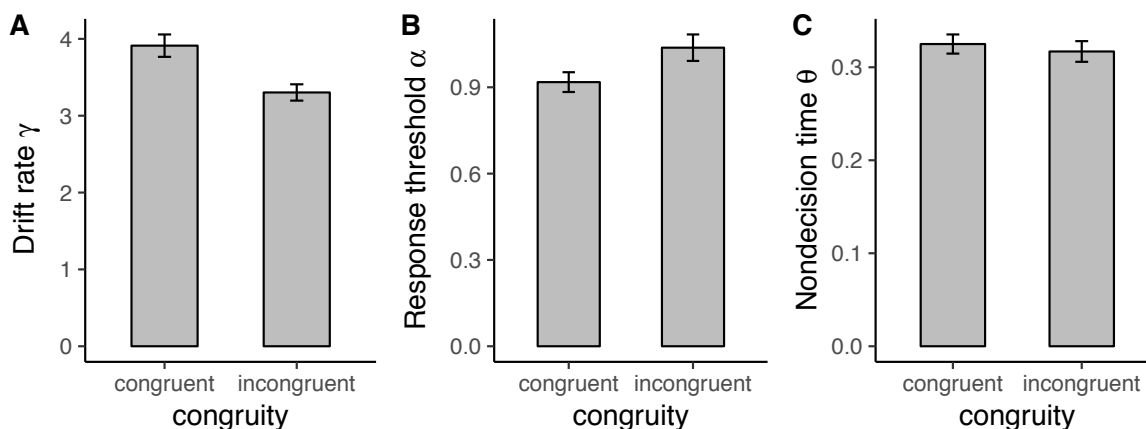 A
Drift rate γ
4
3
2
1
0
congruent incongruent
congruity
B
Response threshold α
0.9
0.6
0.3
0.0
congruent incongruent
congruity
C
Nondecision time θ
0.3
0.2
0.1
0.0
congruent incongruent
congruity